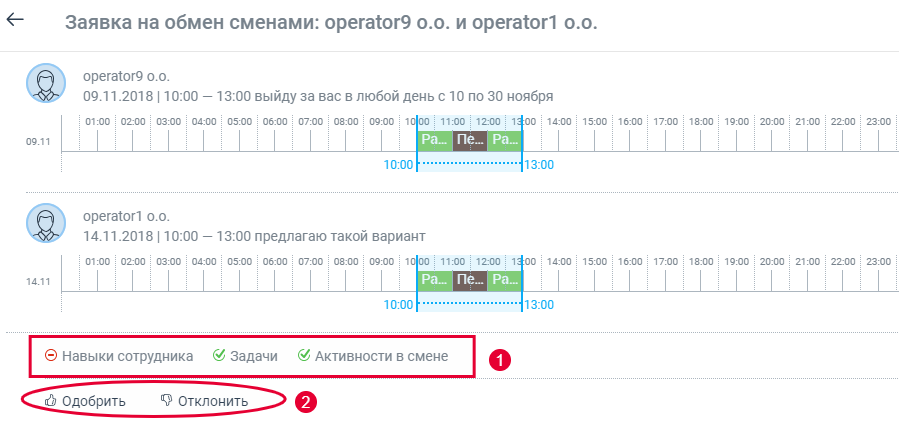 Заявка на обмен сменами: operator9 o.o. и operator1 o.o.
operator9 o.o.
09.11.2018 | 10:00 — 13:00 выйду за вас в любой день с 10 по 30 ноября
01:00 02:00 03:00 04:00 05:00 06:00 07:00 08:00 09:00 10:00 11:00 12:00 13:00 14:00 15:00 16:00 17:00 18:00 19:00 20:00 21:00 22:00 23:00
09.11 Ра... Пе... Ра...
10:00 13:00
operator1 o.o.
14.11.2018 | 10:00 — 13:00 предлагаю такой вариант
01:00 02:00 03:00 04:00 05:00 06:00 07:00 08:00 09:00 10:00 11:00 12:00 13:00 14:00 15:00 16:00 17:00 18:00 19:00 20:00 21:00 22:00 23:00
14.11 Ра... Пе... Ра...
10:00 13:00
Навыки сотрудника Задачи Активности в смене 1
Одобрить Отклонить 2